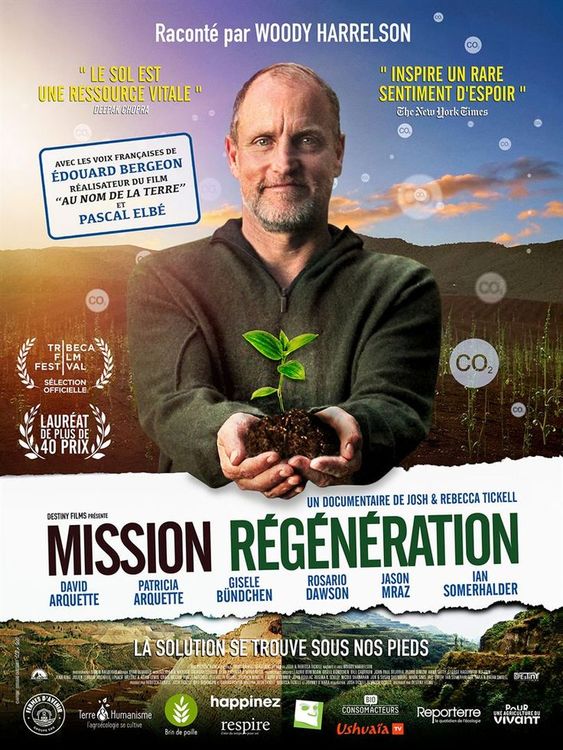 Raconté par WOODY HARRELSON
" LE SOL EST
UNE RESSOURCE VITALE "
DEEPAK CHOPRA
" INSPIRE UN RARE
SENTIMENT D'ESPOIR "
The New York Times
AVEC LES VOIX FRANÇAISES DE
ÉDOUARD BERGEON
RÉALISATEUR DU FILM
"AU NOM DE LA TERRE"
ET
PASCAL ELBÉ
CO2
CO2
CO2
TRIBECA
FILM
FESTIVAL
SÉLECTION
OFFICIELLE
LAURÉAT
DE PLUS DE
40 PRIX
UN DOCUMENTAIRE DE JOSH & REBECCA TICKELL
DESTINY FILMS PRÉSENTE
MISSION RÉGÉNÉRATION
DAVID ARQUETTE
PATRICIA ARQUETTE
GISELE BÜNDCHEN
ROSARIO DAWSON
JASON MRAZ
IAN SOMERHALDER
LA SOLUTION SE TROUVE SOUS NOS PIEDS
FERMES D'AVENIR
Terre & Humanisme
l'agroécologie se cultive
Brin de paille
happinez
respire
BIO
CONSOMACTEURS
Ushuaïa TV
Reporterre
le quotidien de l'écologie
POUR
UNE AGRICULTURE
DU
VIVANT
DESTINY